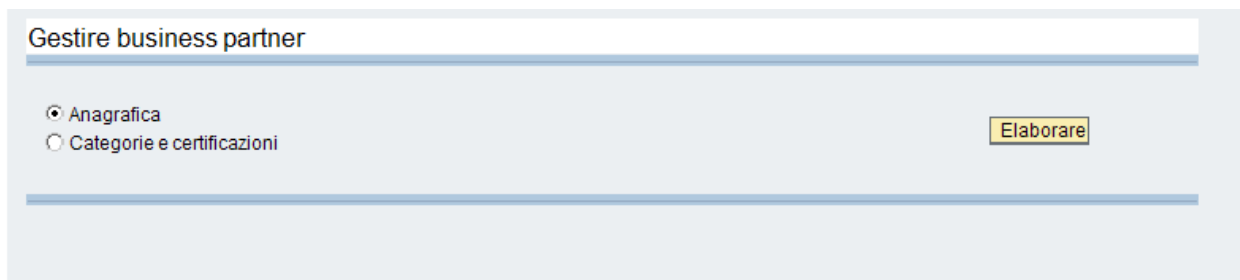 Gestire business partner
Anagrafica
Categorie e certificazioni
Elaborare